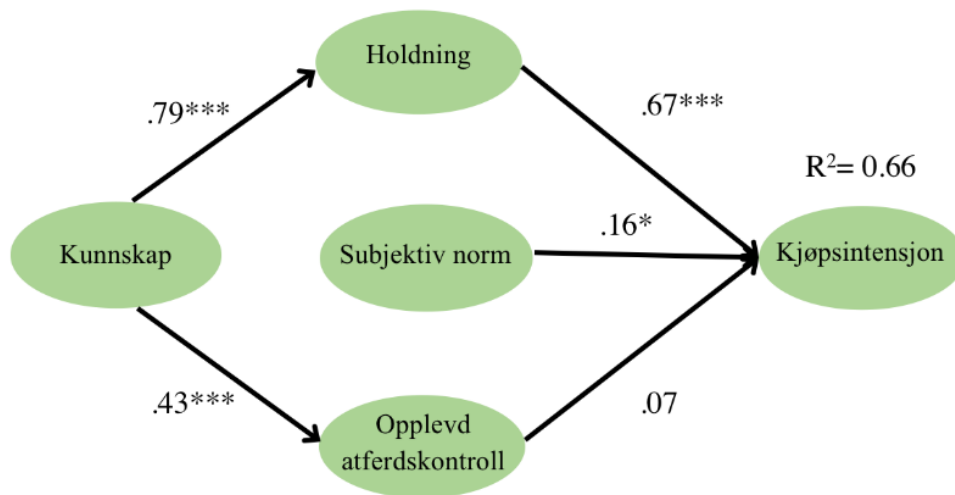 Holdning
.79***
.67***
R²= 0.66
Kunnskap
Subjektiv norm
.16*
Kjøpsintensjon
.43***
Opplevd
atferdskontroll
.07